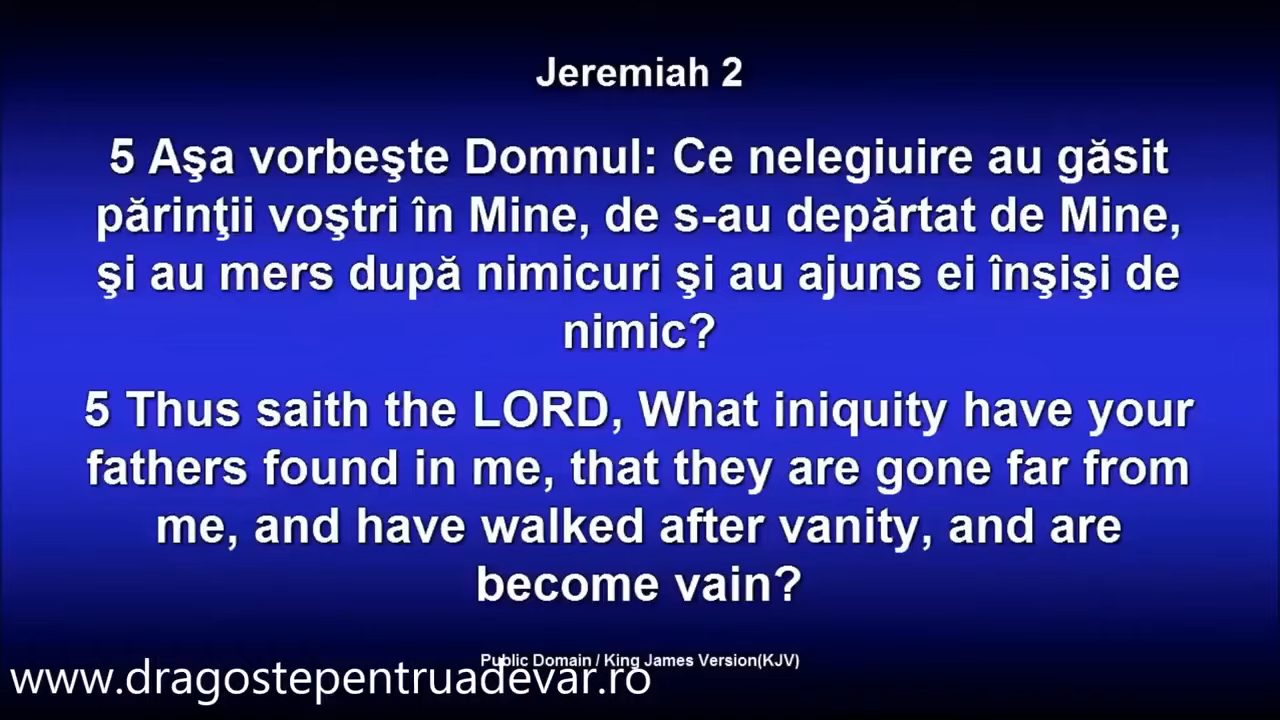 Jeremiah 2
5 Aşa vorbeşte Domnul: Ce nelegiuire au găsit
părinţii voştri în Mine, de s-au depărtat de Mine,
şi au mers după nimicuri şi au ajuns ei înşişi de
nimic?
5 Thus saith the LORD, What iniquity have your
fathers found in me, that they are gone far from
me, and have walked after vanity, and are
become vain?
Public Domain / King James Version(KJV)
www.dragostepentruadevar.ro